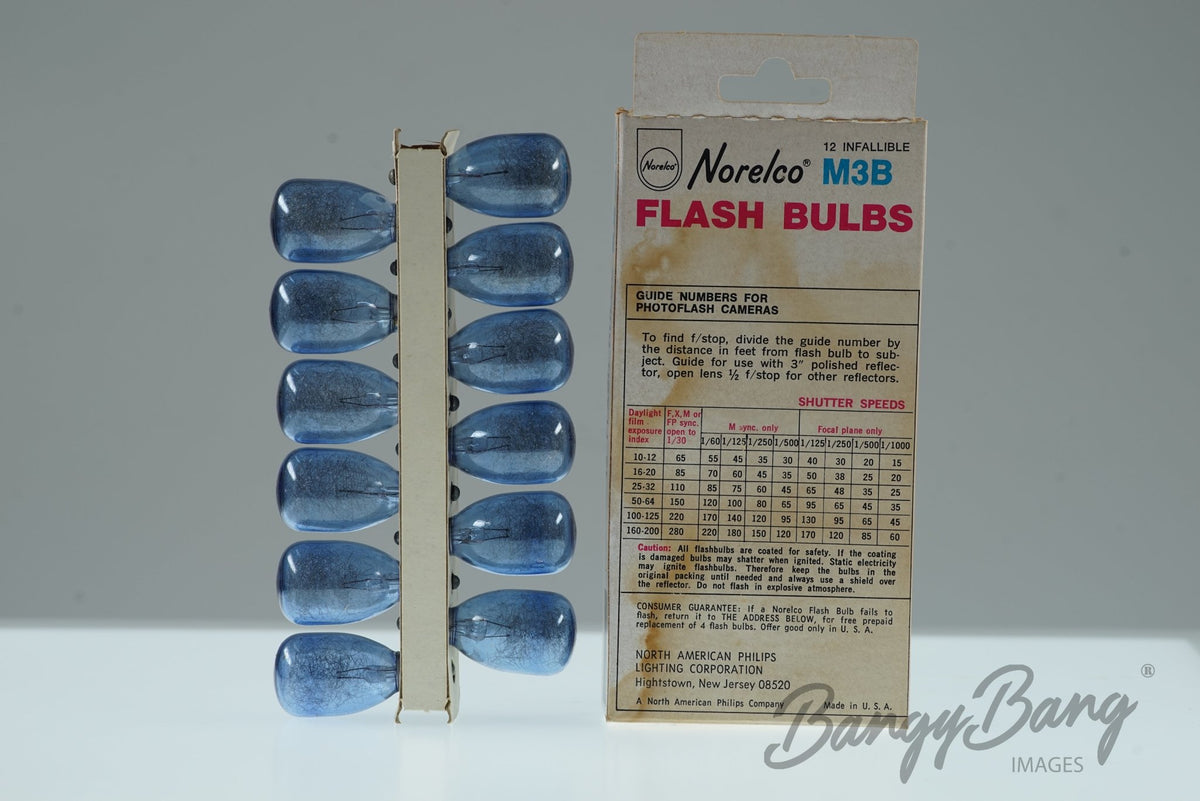 Norelco
Norelco®
12 INFALLIBLE
M3B
FLASH BULBS
GUIDE NUMBERS FOR
PHOTOFLASH CAMERAS
To find f/stop, divide the guide number by
the distance in feet from flash bulb to sub-
ject. Guide for use with 3" polished reflec-
tor, open lens ½ f/stop for other reflectors.
SHUTTER SPEEDS
Daylight film exposure index F,X,M or FP sync. open to 1/30 M sync. only Focal plane only
1/60 1/125 1/250 1/500 1/125 1/250 1/500 1/1000
10-12 65 55 45 35 30 40 30 20 15
16-20 85 70 60 45 35 50 38 25 20
25-32 110 85 75 60 45 65 48 35 25
50-64 150 120 100 80 65 95 65 45 35
100-125 220 170 140 120 95 130 95 65 45
160-200 280 220 180 150 120 170 120 85 60
Caution: All flashbulbs are coated for safety. If the coating
is damaged bulbs may shatter when ignited. Static electricity
may ignite flashbulbs. Therefore keep the bulbs in the
original packing until needed and always use a shield over
the reflector. Do not flash in explosive atmosphere.
CONSUMER GUARANTEE: If a Norelco Flash Bulb fails to
flash, return it to THE ADDRESS BELOW, for free prepaid
replacement of 4 flash bulbs. Offer good only in U. S. A.
NORTH AMERICAN PHILIPS
LIGHTING CORPORATION
Hightstown, New Jersey 08520
A North American Philips Company Made in U. S. A.
BangyBang®
IMAGES